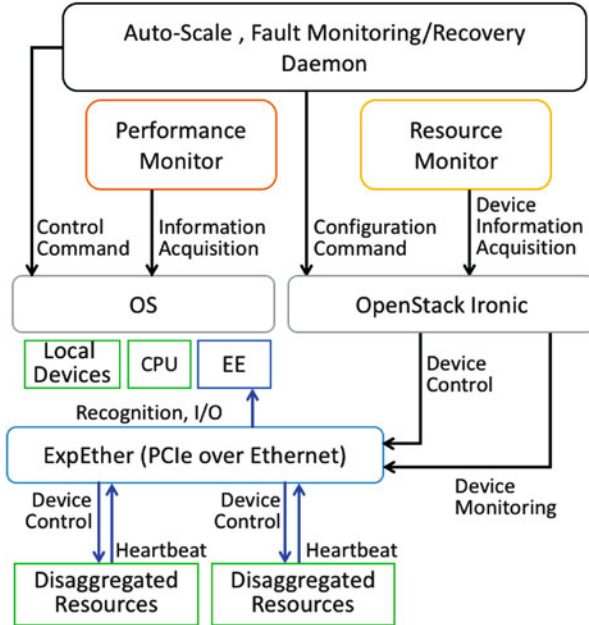 Auto-Scale , Fault Monitoring/Recovery
Daemon
Performance
Monitor
Resource
Monitor
Control
Command
Information
Acquisition
Configuration
Command
Device
Information
Acquisition
OS
OpenStack Ironic
Local
Devices
CPU
EE
Device
Control
Recognition, I/O
ExpEther (PCIe over Ethernet)
Device
Monitoring
Device
Control
Heartbeat
Device
Control
Heartbeat
Disaggregated
Resources
Disaggregated
Resources